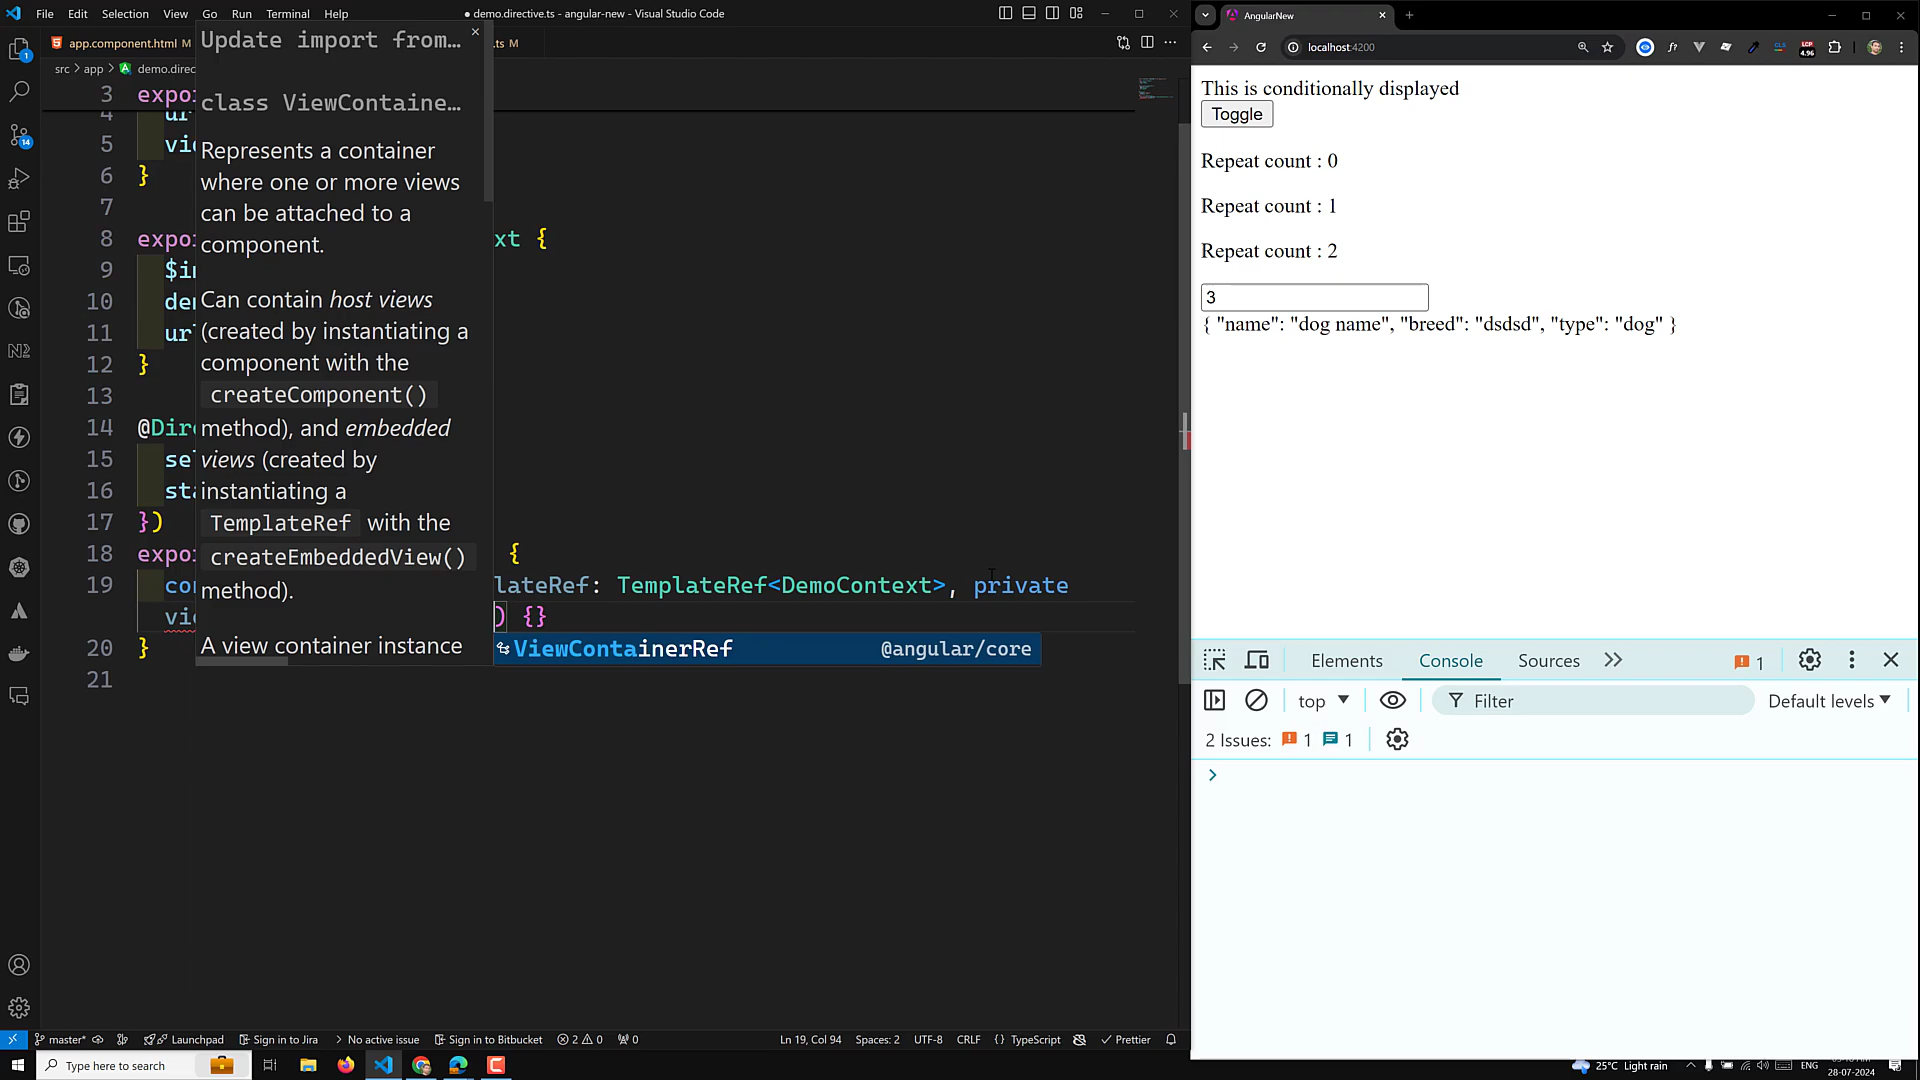 File Edit Selection View Go Run Terminal Help
● demo.directive.ts - angular-new - Visual Studio Code
app.component.html M
.ts M
src > app > demo.direc
Update import from…
class ViewContaine…
Represents a container
where one or more views
can be attached to a
component.
Can contain host views
(created by instantiating a
component with the
createComponent()
method), and embedded
views (created by
instantiating a
TemplateRef with the
createEmbeddedView()
method).
A view container instance
3 expo
4 ur
5 vi
6 }
7
8 expo xt {
9 $i
10 de
11 ur
12 }
13
14 @Dir
15 se
16 sta
17 })
18 expo {
19 co lateRef: TemplateRef<DemoContext>, private
vi ) {}
20 }
21
ViewContainerRef @angular/core
master* Launchpad Sign in to Jira No active issue Sign in to Bitbucket 2 0 0 Ln 19, Col 94 Spaces: 2 UTF-8 CRLF {} TypeScript Prettier
AngularNew
localhost:4200
This is conditionally displayed
Toggle
Repeat count : 0
Repeat count : 1
Repeat count : 2
3
{ "name": "dog name", "breed": "dsdsd", "type": "dog" }
Elements Console Sources 1
top Filter Default levels
2 Issues: 1 1
Type here to search
25°C Light rain ENG
28-07-2024